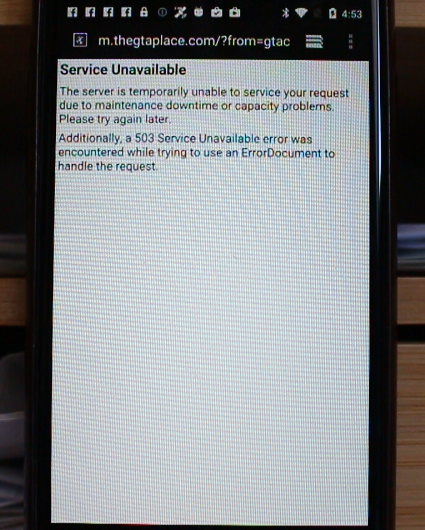 4:53
m.thegtaplace.com/?from=gtac
Service Unavailable
The server is temporarily unable to service your request
due to maintenance downtime or capacity problems.
Please try again later.
Additionally, a 503 Service Unavailable error was
encountered while trying to use an ErrorDocument to
handle the request.